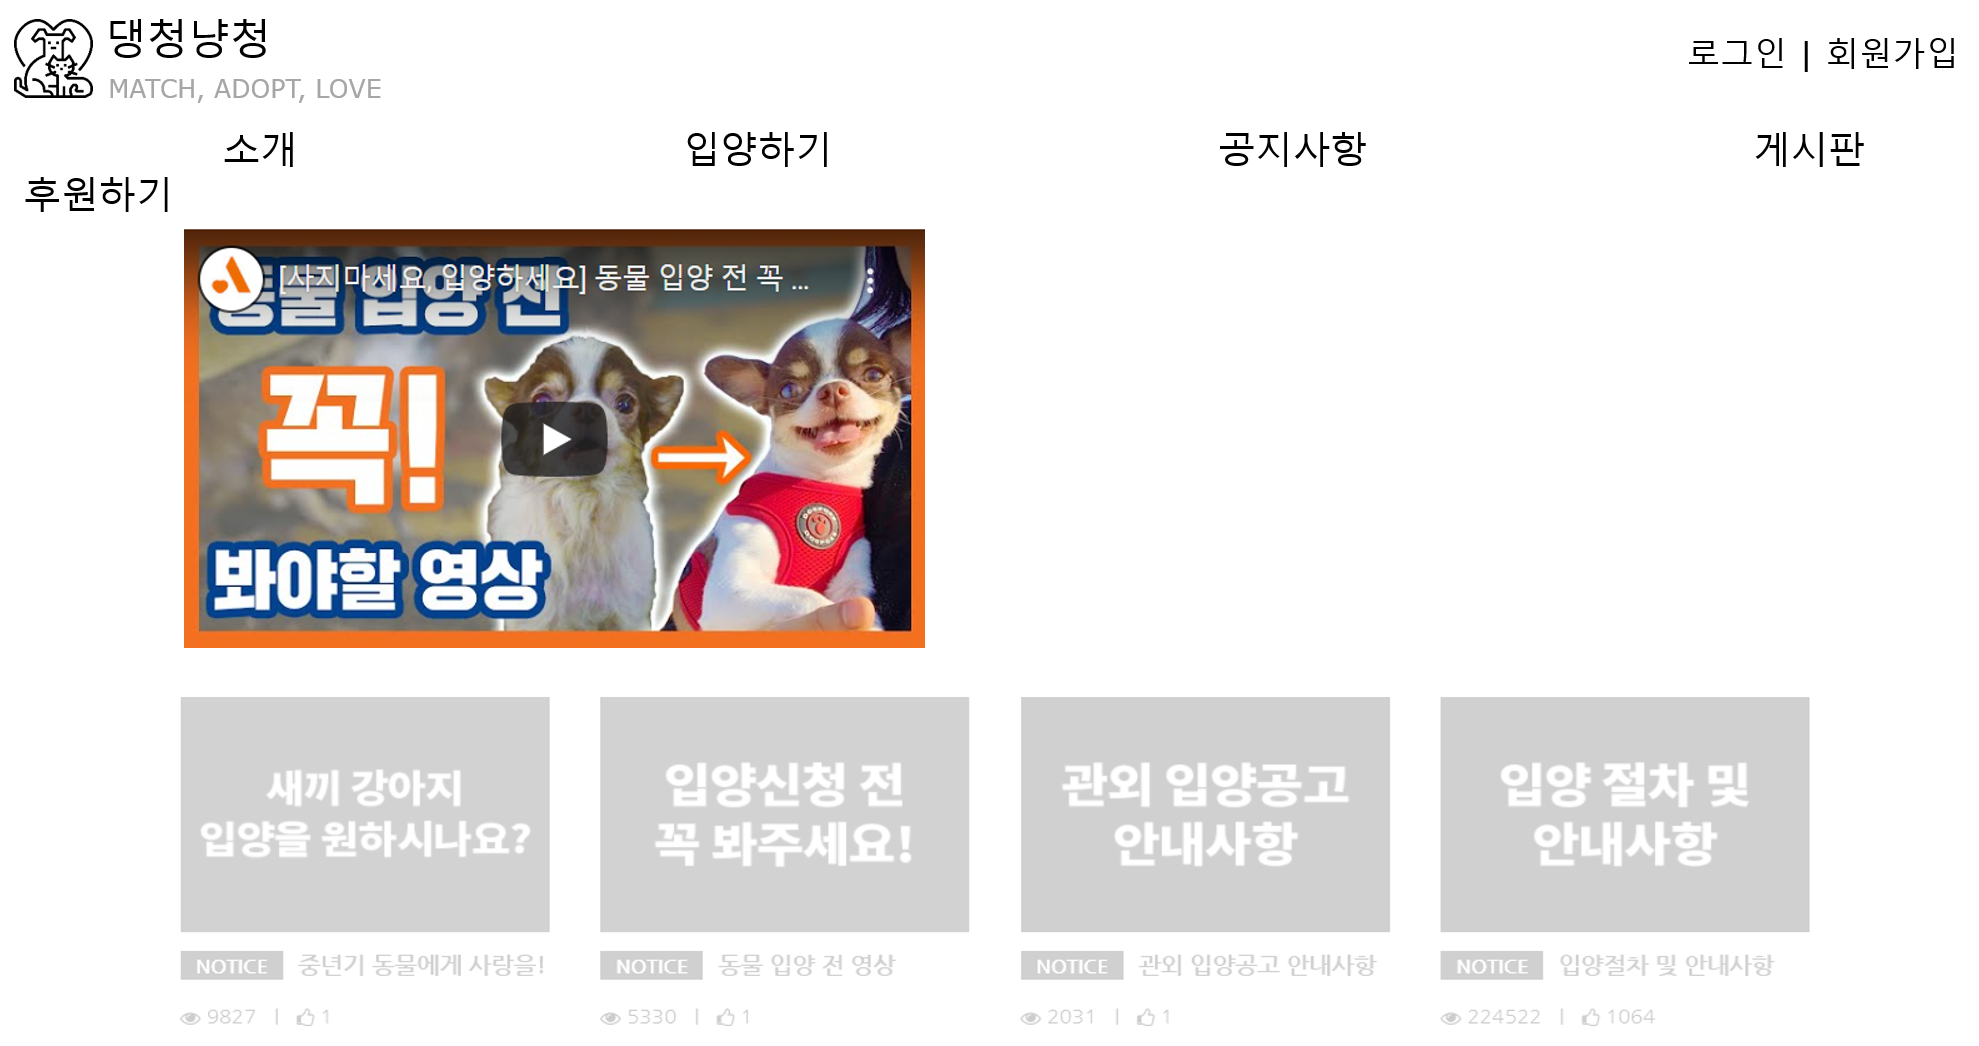 댕청냥청
MATCH, ADOPT, LOVE
로그인 | 회원가입
소개 입양하기 공지사항 게시판
후원하기
[사지마세요, 입양하세요] 동물 입양 전 꼭 ...
동물 입양 전
꼭!
봐야할 영상
새끼 강아지
입양을 원하시나요?
입양신청 전
꼭 봐주세요!
관외 입양공고
안내사항
입양 절차 및
안내사항
NOTICE 중년기 동물에게 사랑을!
9827 | 1
NOTICE 동물 입양 전 영상
5330 | 1
NOTICE 관외 입양공고 안내사항
2031 | 1
NOTICE 입양절차 및 안내사항
224522 | 1064